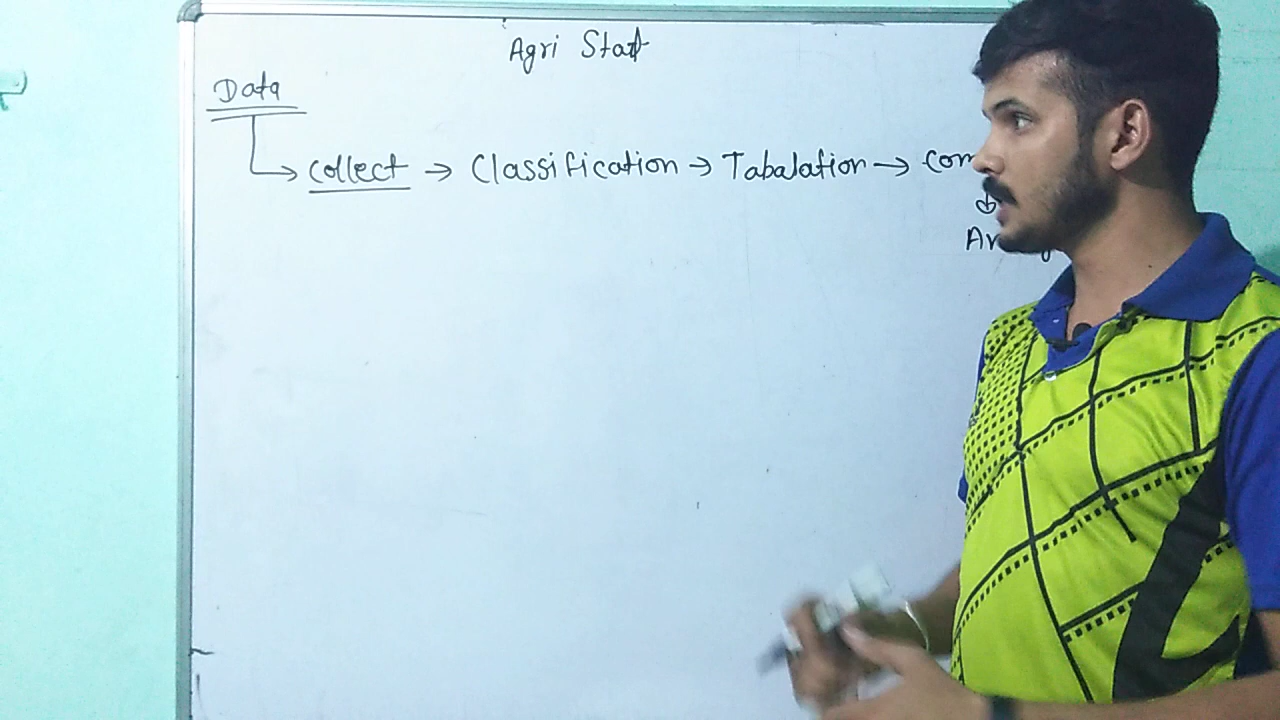 Agri Stat
Data
collect → Classification → Tabalation →